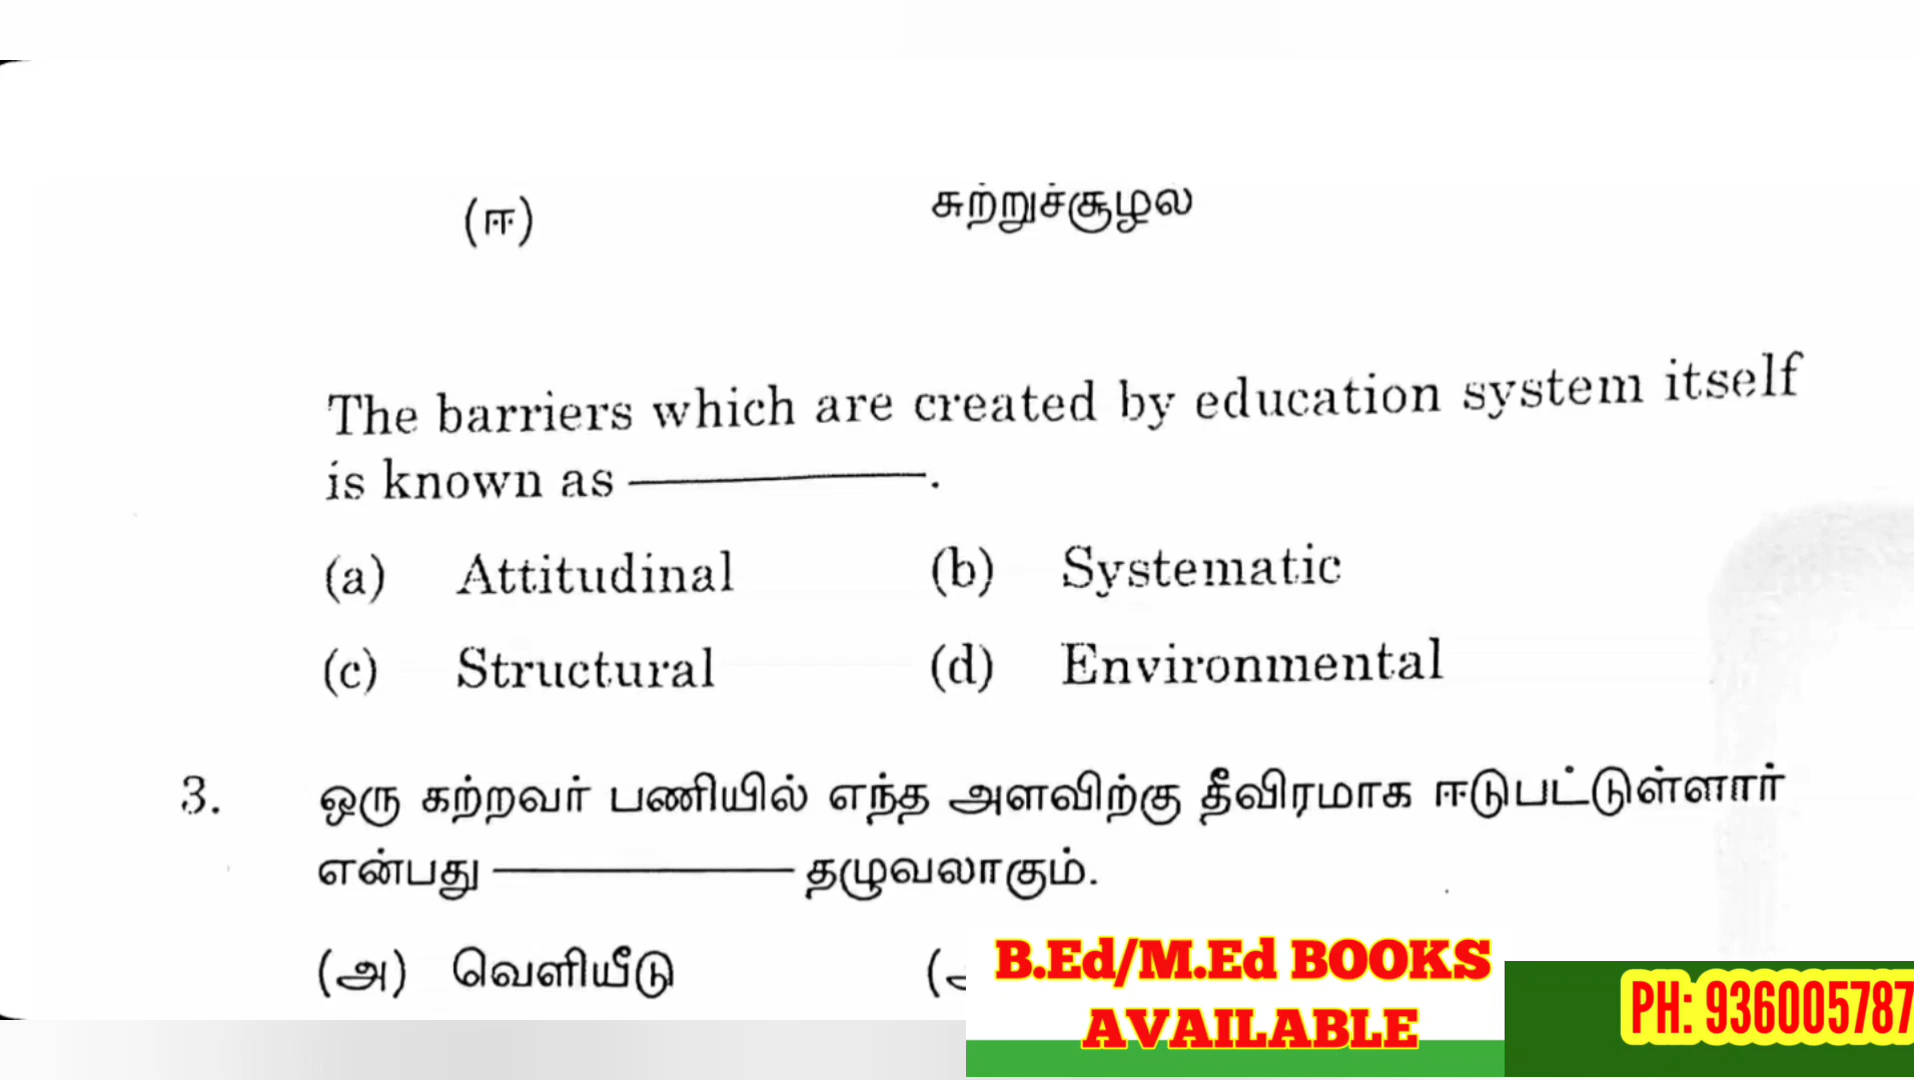 (ஈ) சுற்றுச்சூழல
The barriers which are created by education system itself
is known as ————.
(a) Attitudinal (b) Systematic
(c) Structural (d) Environmental
3. ஒரு கற்றவர் பணியில் எந்த அளவிற்கு தீவிரமாக ஈடுபட்டுள்ளார்
என்பது ———— தழுவலாகும்.
(அ) வெளியீடு
B.Ed/M.Ed BOOKS
AVAILABLE
PH: 936005787